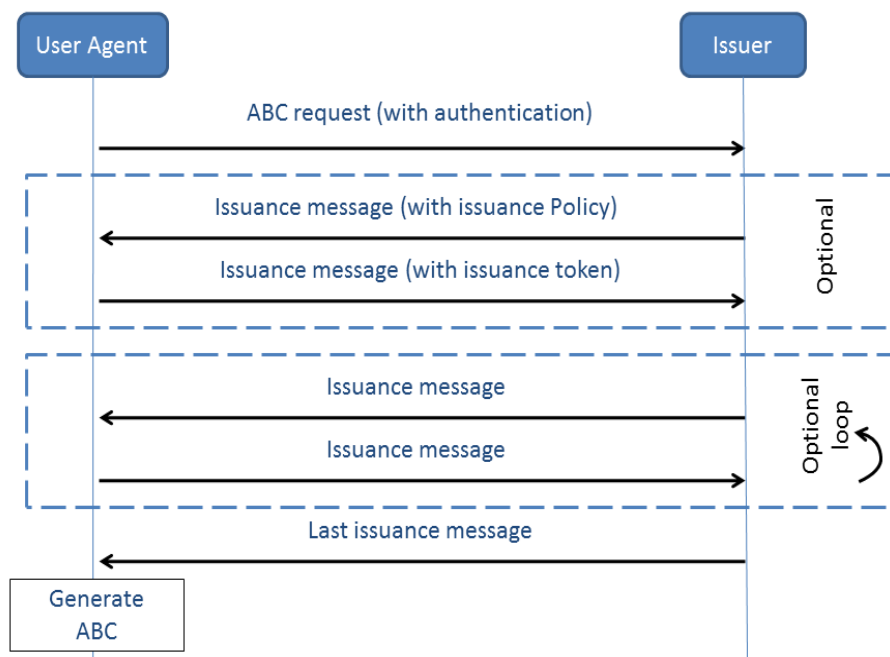 User Agent
Issuer
ABC request (with authentication)
Issuance message (with issuance Policy)
Issuance message (with issuance token)
Optional
Issuance message
Issuance message
Optional
loop
Last issuance message
Generate
ABC